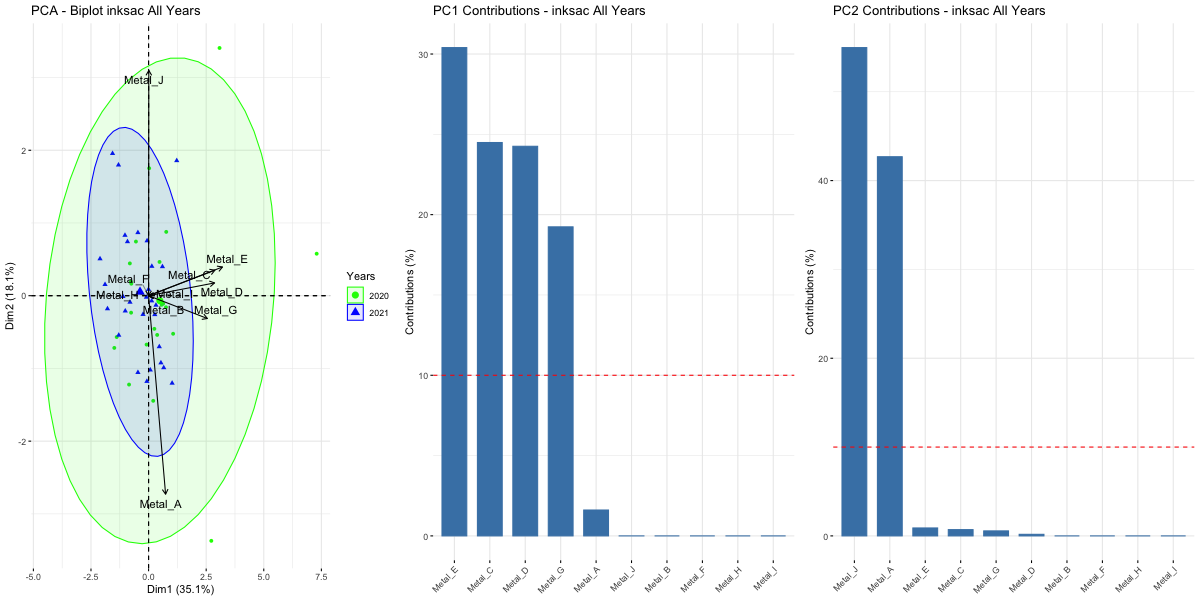 PCA - Biplot inksac All Years
Dim2 (18.1%)
2
0
-2
Metal_J
Metal_E
Metal_C
Metal_F
Metal_D
Metal_H
Metal_I
Metal_B
Metal_G
Metal_A
-5.0
-2.5
0.0
2.5
5.0
7.5
Dim1 (35.1%)
Years
2020
2021
PC1 Contributions - inksac All Years
Contributions (%)
30
20
10
0
Metal_E
Metal_C
Metal_D
Metal_G
Metal_A
Metal_J
Metal_B
Metal_F
Metal_H
Metal_I
PC2 Contributions - inksac All Years
Contributions (%)
40
20
0
Metal_J
Metal_A
Metal_E
Metal_C
Metal_G
Metal_D
Metal_B
Metal_F
Metal_H
Metal_I